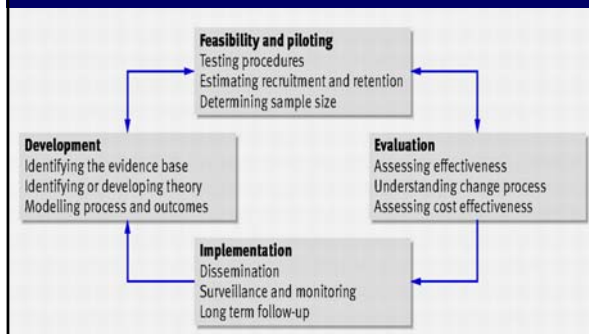 Feasibility and piloting
Testing procedures
Estimating recruitment and retention
Determining sample size
Development
Identifying the evidence base
Identifying or developing theory
Modelling process and outcomes
Evaluation
Assessing effectiveness
Understanding change process
Assessing cost effectiveness
Implementation
Dissemination
Surveillance and monitoring
Long term follow-up